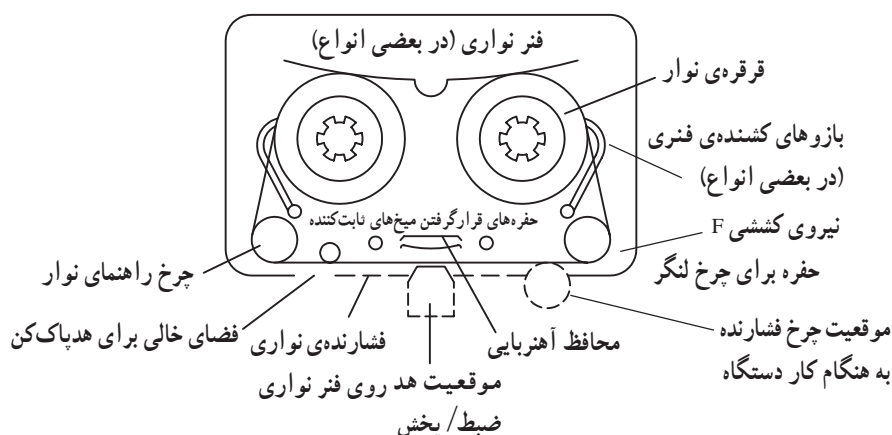 فنر نواری (در بعضی انواع)
قرقره‌ی نوار
بازوهای کشنده‌ی فنری
(در بعضی انواع)
حفره‌های قرارگرفتن میخ‌های ثابت‌کننده
نیروی کششی F
حفره برای چرخ لنگر
چرخ راهنمای نوار
موقعیت چرخ فشارنده
به هنگام کار دستگاه
محافظ آهنربایی
فشارنده‌ی نواری
فضای خالی برای هدپاک‌کن
موقعیت هد روی فنر نواری
ضبط/ پخش